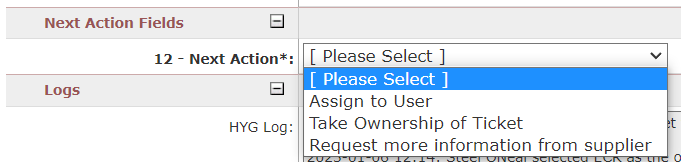 Next Action Fields
12 - Next Action*: [ Please Select ]
[ Please Select ]
Logs
Assign to User
Take Ownership of Ticket
HYG Log:
Request more information from supplier